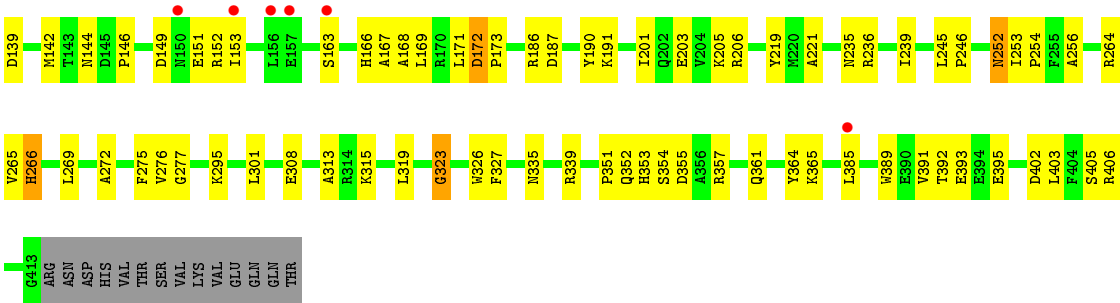 D139 M142 T143 N144 D145 P146 D149 N150 E151 R152 I153 L156 E157 S163 H166 A167 A168 L169 R170 L171 D172 P173 R186 D187 Y190 K191 I201 Q202 E203 V204 K205 R206 Y219 M220 A221 N235 R236 I239 L245 P246 N252 I253 P254 F255 A256 R264
V265 H266 L269 A272 F275 V276 G277 K295 L301 E308 A313 R314 K315 L319 G323 W326 F327 N335 R339 P351 Q352 H353 S354 D355 A356 R357 Q361 Y364 K365 L385 W389 E390 V391 T392 E393 E394 E395 D402 L403 F404 S405 R406
G413 ARG ASN ASP HIS VAL THR SER VAL LYS VAL GLU GLN GLN THR